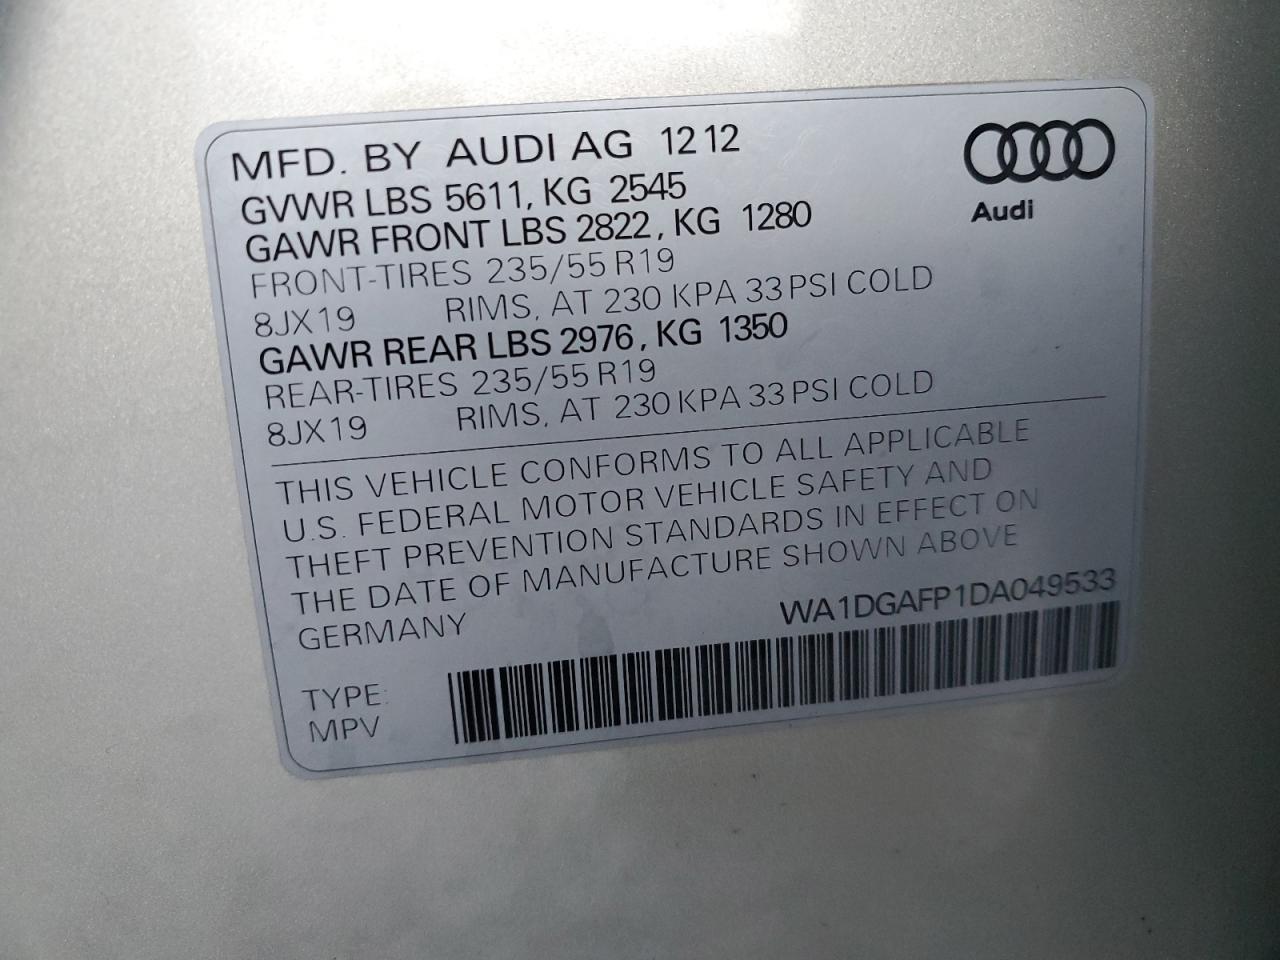 MFD. BY AUDI AG 12 12
GVWR LBS 5611, KG 2545
GAWR FRONT LBS 2822, KG 1280
FRONT-TIRES 235/55 R19
8JX19 RIMS, AT 230 KPA 33 PSI COLD
GAWR REAR LBS 2976, KG 1350
REAR-TIRES 235/55 R19
8JX19 RIMS, AT 230 KPA 33 PSI COLD
Audi
THIS VEHICLE CONFORMS TO ALL APPLICABLE
U.S. FEDERAL MOTOR VEHICLE SAFETY AND
THEFT PREVENTION STANDARDS IN EFFECT ON
THE DATE OF MANUFACTURE SHOWN ABOVE
GERMANY WA1DGAFP1DA049533
TYPE:
MPV